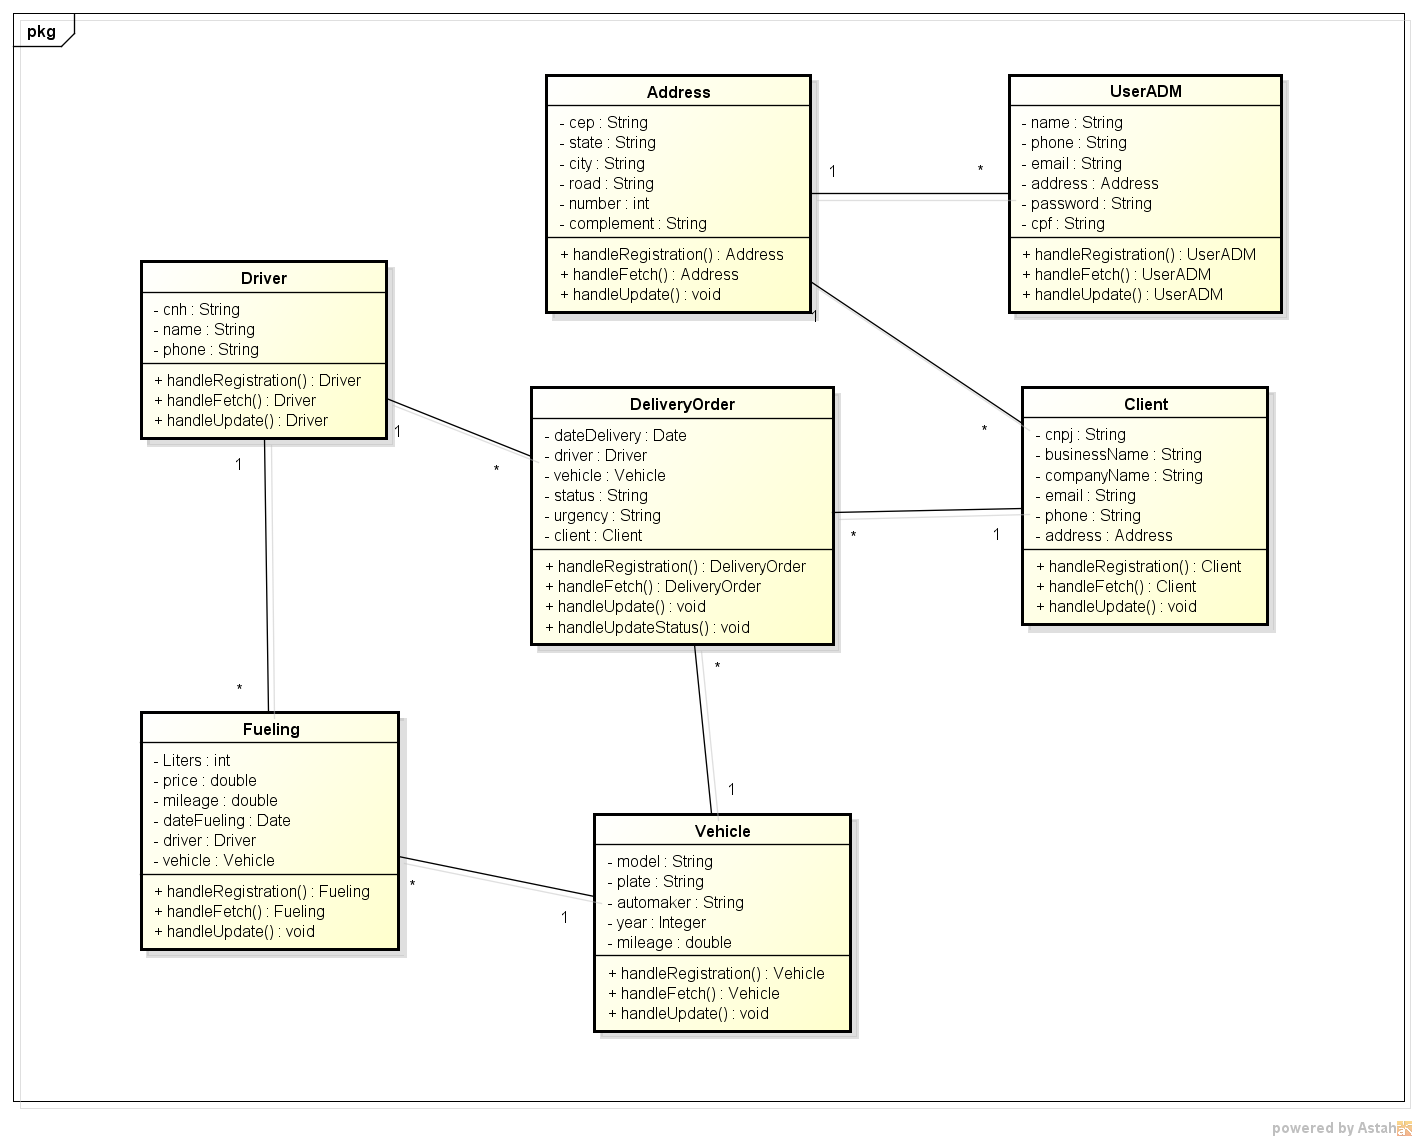 pkg
Address
- cep : String
- state : String
- city : String
- road : String
- number : int
- complement : String
+ handleRegistration() : Address
+ handleFetch() : Address
+ handleUpdate() : void
1
*
1
UserADM
- name : String
- phone : String
- email : String
- address : Address
- password : String
- cpf : String
+ handleRegistration() : UserADM
+ handleFetch() : UserADM
+ handleUpdate() : UserADM
Driver
- cnh : String
- name : String
- phone : String
+ handleRegistration() : Driver
+ handleFetch() : Driver
+ handleUpdate() : Driver
1
*
1
*
DeliveryOrder
- dateDelivery : Date
- driver : Driver
- vehicle : Vehicle
- status : String
- urgency : String
- client : Client
+ handleRegistration() : DeliveryOrder
+ handleFetch() : DeliveryOrder
+ handleUpdate() : void
+ handleUpdateStatus() : void
*
*
1
*
1
Client
- cnpj : String
- businessName : String
- companyName : String
- email : String
- phone : String
- address : Address
+ handleRegistration() : Client
+ handleFetch() : Client
+ handleUpdate() : void
Fueling
- Liters : int
- price : double
- mileage : double
- dateFueling : Date
- driver : Driver
- vehicle : Vehicle
+ handleRegistration() : Fueling
+ handleFetch() : Fueling
+ handleUpdate() : void
*
1
Vehicle
- model : String
- plate : String
- automaker : String
- year : Integer
- mileage : double
+ handleRegistration() : Vehicle
+ handleFetch() : Vehicle
+ handleUpdate() : void
powered by Astah